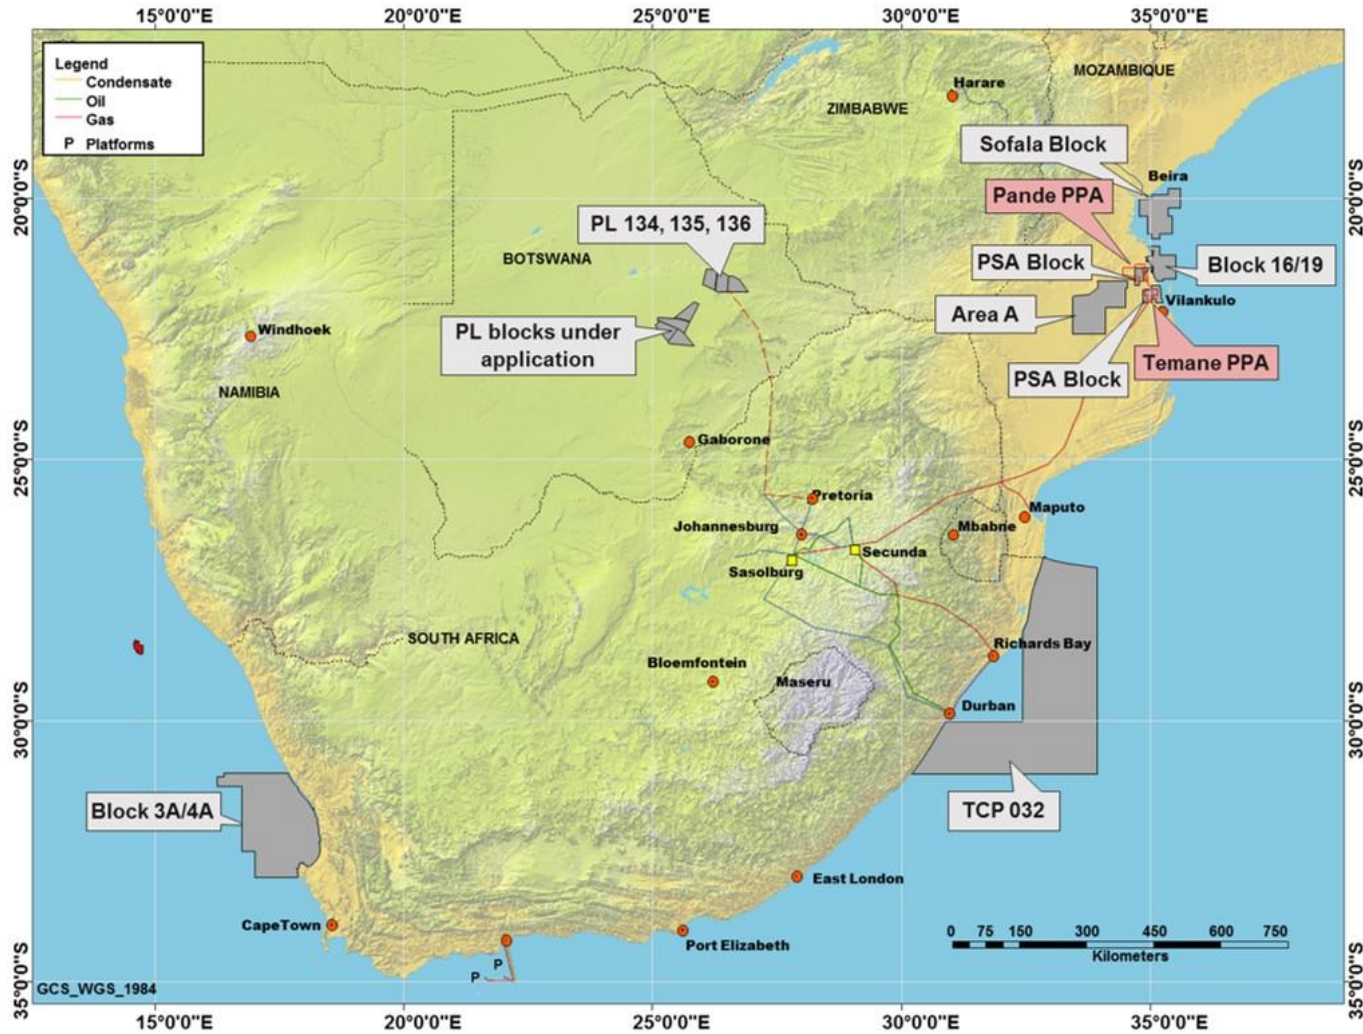 15°0'0"E 20°0'0"E 25°0'0"E 30°0'0"E 35°0'0"E
Legend
Condensate
Oil
Gas
P Platforms
MOZAMBIQUE
Harare
ZIMBABWE
Sofala Block
Beira
Pande PPA
20°0'0"S
20°0'0"S
PL 134, 135, 136
BOTSWANA
PSA Block
Block 16/19
Area A
Vilankulo
Windhoek
PL blocks under
application
PSA Block
Temane PPA
NAMIBIA
Gaborone
25°0'0"S
25°0'0"S
Pretoria
Maputo
Johannesburg
Mbabne
Secunda
Sasolburg
SOUTH AFRICA
Richards Bay
Bloemfontein
Maseru
Durban
30°0'0"S
30°0'0"S
Block 3A/4A
TCP 032
East London
CapeTown
Port Elizabeth
P
P
0 75 150 300 450 600 750
Kilometers
GCS_WGS_1984
35°0'0"S
35°0'0"S
15°0'0"E 20°0'0"E 25°0'0"E 30°0'0"E 35°0'0"E